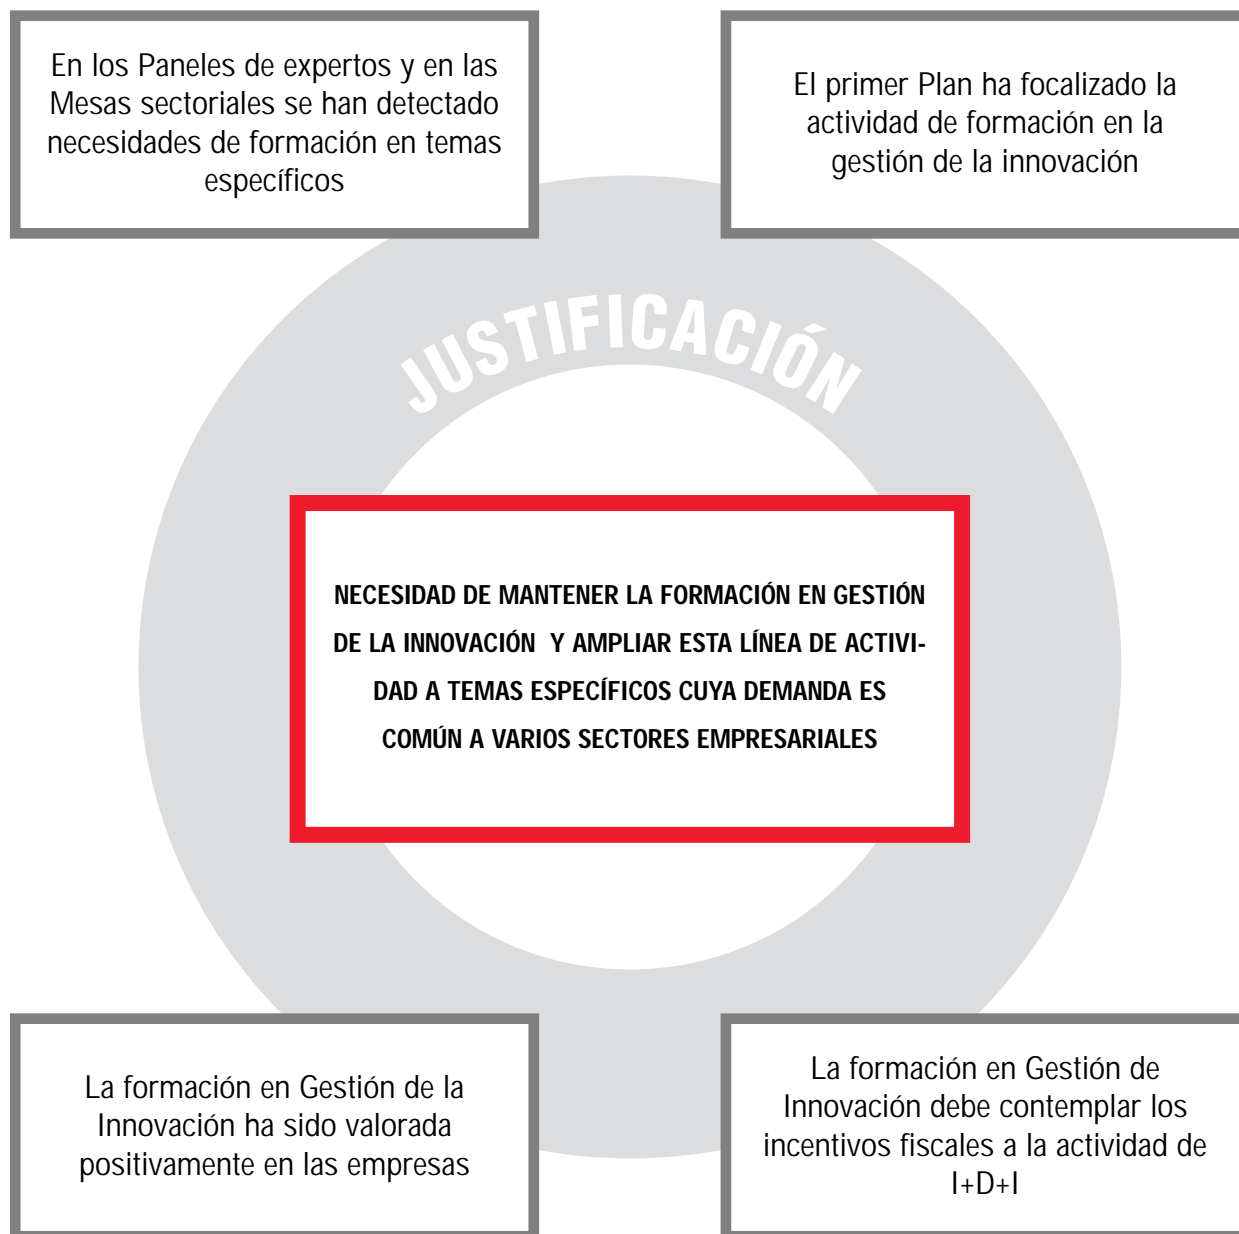 En los Paneles de expertos y en las
Mesas sectoriales se han detectado
necesidades de formación en temas
específicos
El primer Plan ha focalizado la
actividad de formación en la
gestión de la innovación
JUSTIFICACIÓN
NECESIDAD DE MANTENER LA FORMACIÓN EN GESTIÓN
DE LA INNOVACIÓN Y AMPLIAR ESTA LÍNEA DE ACTIVI-
DAD A TEMAS ESPECÍFICOS CUYA DEMANDA ES
COMÚN A VARIOS SECTORES EMPRESARIALES
La formación en Gestión de la
Innovación ha sido valorada
positivamente en las empresas
La formación en Gestión de
Innovación debe contemplar los
incentivos fiscales a la actividad de
I+D+I